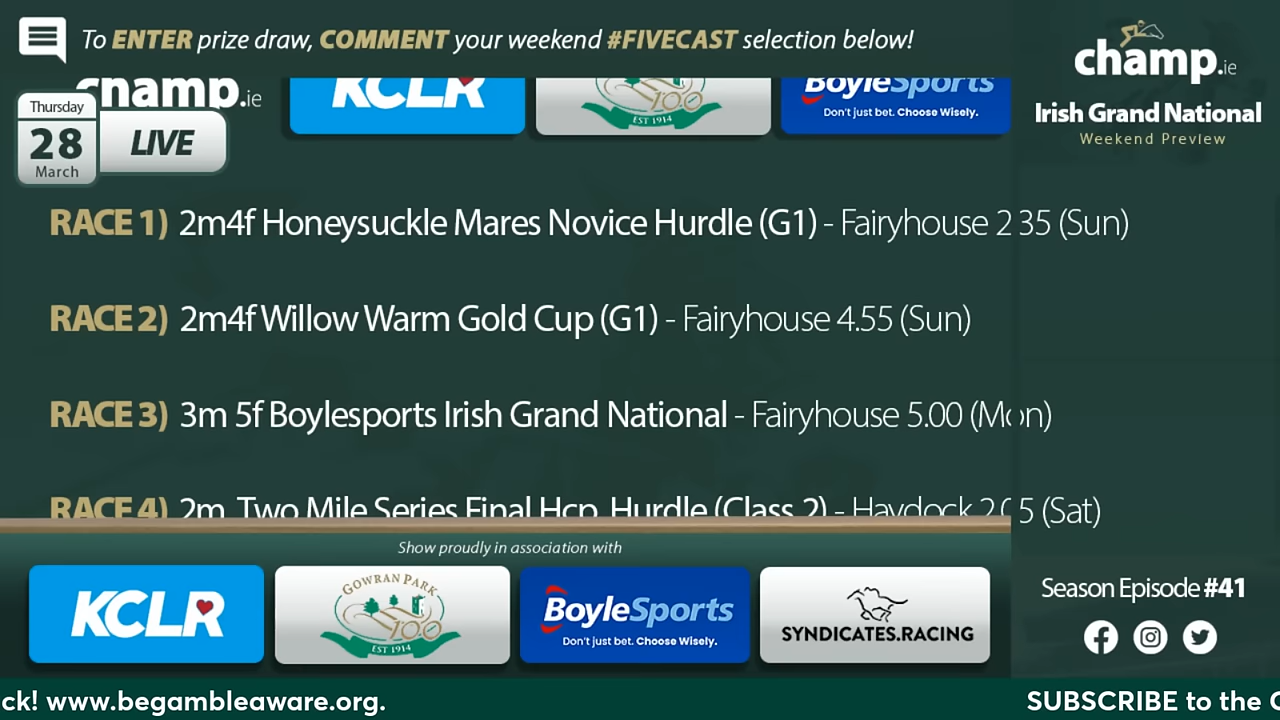 To ENTER prize draw, COMMENT your weekend #FIVECAST selection below!
champ.ie
Irish Grand National
Weekend Preview
champ.ie
KCLR
100
EST 1914
BoyleSports
Don't just bet. Choose Wisely.
Thursday
28
March
LIVE
RACE 1) 2m4f Honeysuckle Mares Novice Hurdle (G1) - Fairyhouse 2 35 (Sun)
RACE 2) 2m4f Willow Warm Gold Cup (G1) - Fairyhouse 4.55 (Sun)
RACE 3) 3m 5f Boylesports Irish Grand National - Fairyhouse 5.00 (Mon)
RACE 4) 2m Two Mile Series Final Hcp Hurdle (Class 2) - Haydock 2 05 (Sat)
Show proudly in association with
KCLR
GOWRAN PARK
100
EST 1914
BoyleSports
Don't just bet. Choose Wisely.
SYNDICATES.RACING
Season Episode #41
ck! www.begambleaware.org.
SUBSCRIBE to the C